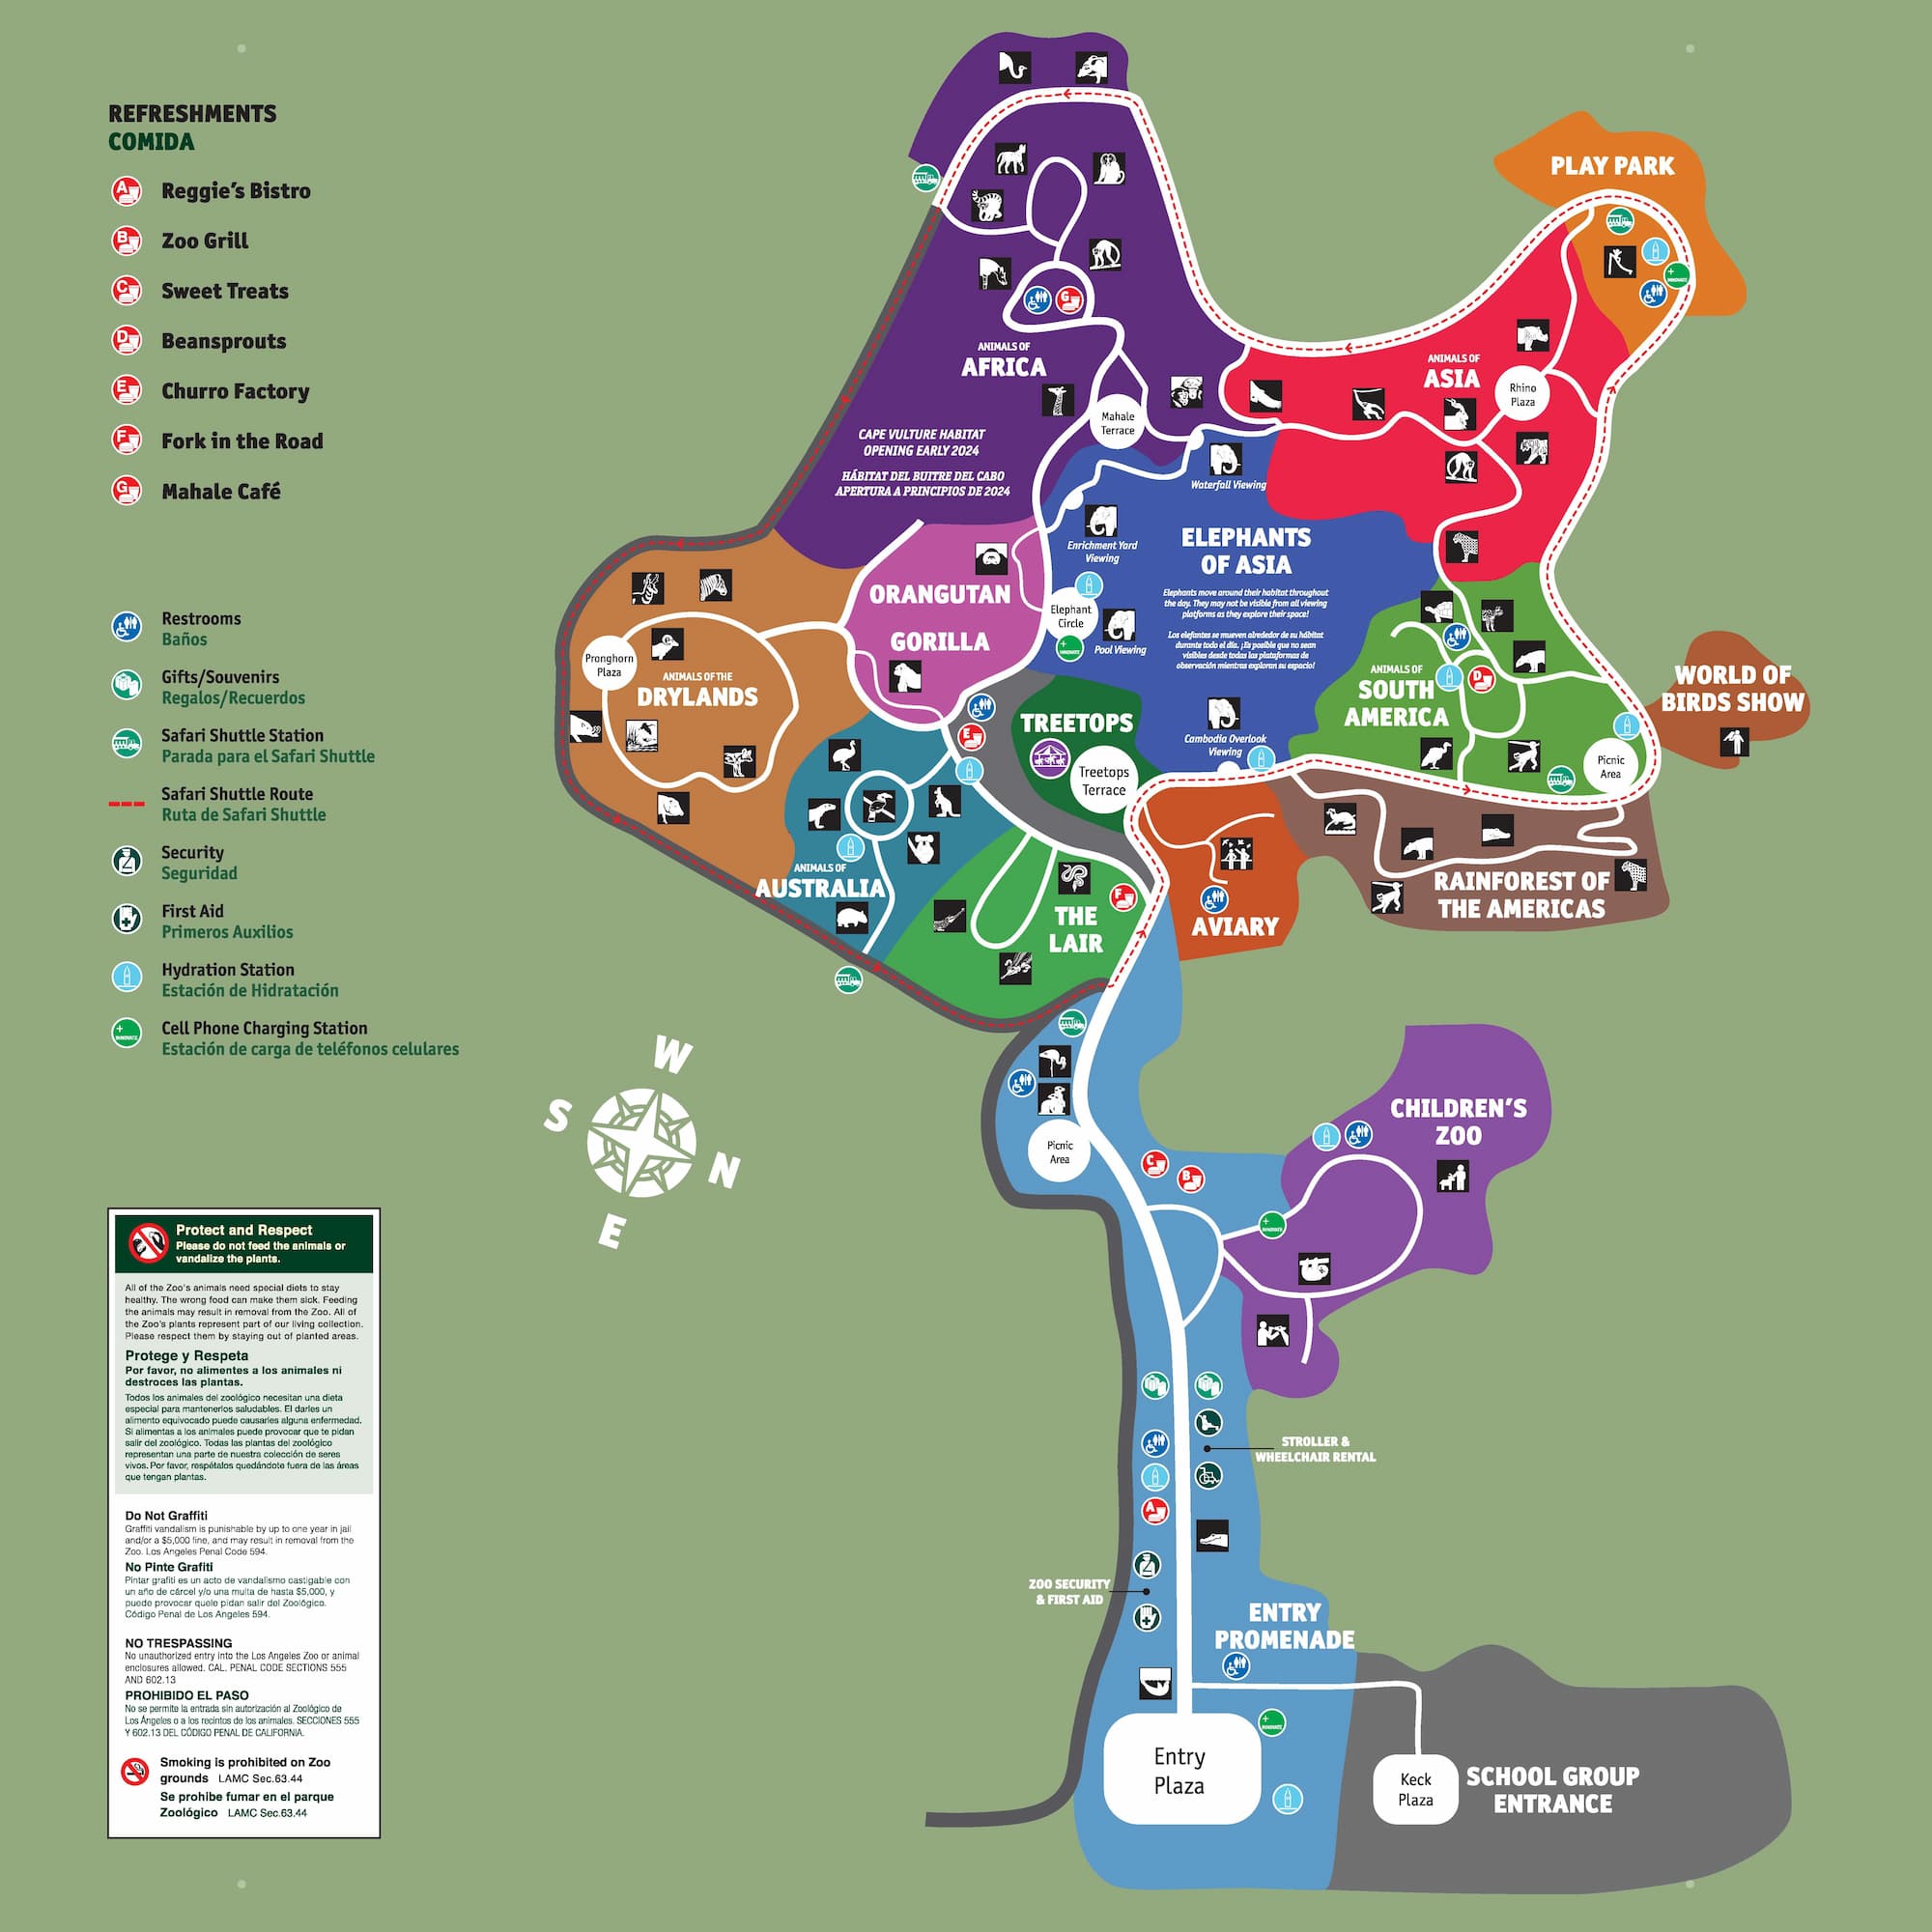 REFRESHMENTS
COMIDA
A
Reggie's Bistro
B
Zoo Grill
C
Sweet Treats
D
Beansprouts
E
Churro Factory
F
Fork in the Road
G
Mahale Café
Restrooms
Baños
Gifts/Souvenirs
Regalos/Recuerdos
Safari Shuttle Station
Parada para el Safari Shuttle
Safari Shuttle Route
Ruta de Safari Shuttle
Security
Seguridad
First Aid
Primeros Auxilios
Hydration Station
Estación de Hidratación
Cell Phone Charging Station
Estación de carga de teléfonos celulares
W
S
N
E
Protect and Respect
Please do not feed the animals or
vandalize the plants.
All of the Zoo's animals need special diets to stay
healthy. The wrong food can make them sick. Feeding
the animals may result in removal from the Zoo. All of
the Zoo's plants represent part of our living collection.
Please respect them by staying out of planted areas.
Protege y Respeta
Por favor, no alimentes a los animales ni
destroces las plantas.
Todos los animales del zoológico necesitan una dieta
especial para mantenerlos saludables. El darles un
alimento equivocado puede causarles alguna enfermedad.
Si alimentas a los animales puede provocar que te pidan
salir del zoológico. Todas las plantas del zoológico
representan una parte de nuestra colección de seres
vivos. Por favor, respétalos quedándote fuera de las áreas
que tengan plantas.
Do Not Graffiti
Graffiti vandalism is punishable by up to one year in jail
and/or a $5,000 fine, and may result in removal from the
Zoo. Los Angeles Penal Code 594.
No Pinte Grafiti
Pintar grafiti es un acto de vandalismo castigable con
un año de cárcel y/o una multa de hasta $5,000, y
puede provocar quele pidan salir del Zoológico.
Código Penal de Los Angeles 594.
NO TRESPASSING
No unauthorized entry into the Los Angeles Zoo or animal
enclosures allowed. CAL. PENAL CODE SECTIONS 555
AND 602.13
PROHIBIDO EL PASO
No se permite la entrada sin autorización al Zoológico de
Los Ángeles o a los recintos de los animales. SECCIONES 555
Y 602.13 DEL CÓDIGO PENAL DE CALIFORNIA.
Smoking is prohibited on Zoo
grounds LAMC Sec.63.44
Se prohibe fumar en el parque
Zoológico LAMC Sec.63.44
PLAY PARK
G
ANIMALS OF
AFRICA
Mahale
Terrace
CAPE VULTURE HABITAT
OPENING EARLY 2024
HÁBITAT DEL BUITRE DEL CABO
APERTURA A PRINCIPIOS DE 2024
ANIMALS OF
ASIA
Rhino
Plaza
Waterfall Viewing
Enrichment Yard
Viewing
ELEPHANTS
OF ASIA
Elephants move around their habitat throughout
the day. They may not be visible from all viewing
platforms as they explore their space!
Los elefantes se mueven alrededor de su hábitat
durante todo el día. ¡Es posible que no sean
visibles desde todas las plataformas de
observación mientras exploran su espacio!
Elephant
Circle
Pool Viewing
Cambodia Overlook
Viewing
ORANGUTAN
GORILLA
Pronghorn
Plaza
ANIMALS OF THE
DRYLANDS
ANIMALS OF
SOUTH
AMERICA
D
Picnic
Area
WORLD OF
BIRDS SHOW
E
TREETOPS
Treetops
Terrace
ANIMALS OF
AUSTRALIA
THE
LAIR
F
AVIARY
RAINFOREST OF
THE AMERICAS
Picnic
Area
C
B
CHILDREN'S
ZOO
STROLLER &
WHEELCHAIR RENTAL
A
ZOO SECURITY
& FIRST AID
ENTRY
PROMENADE
Entry
Plaza
Keck
Plaza
SCHOOL GROUP
ENTRANCE